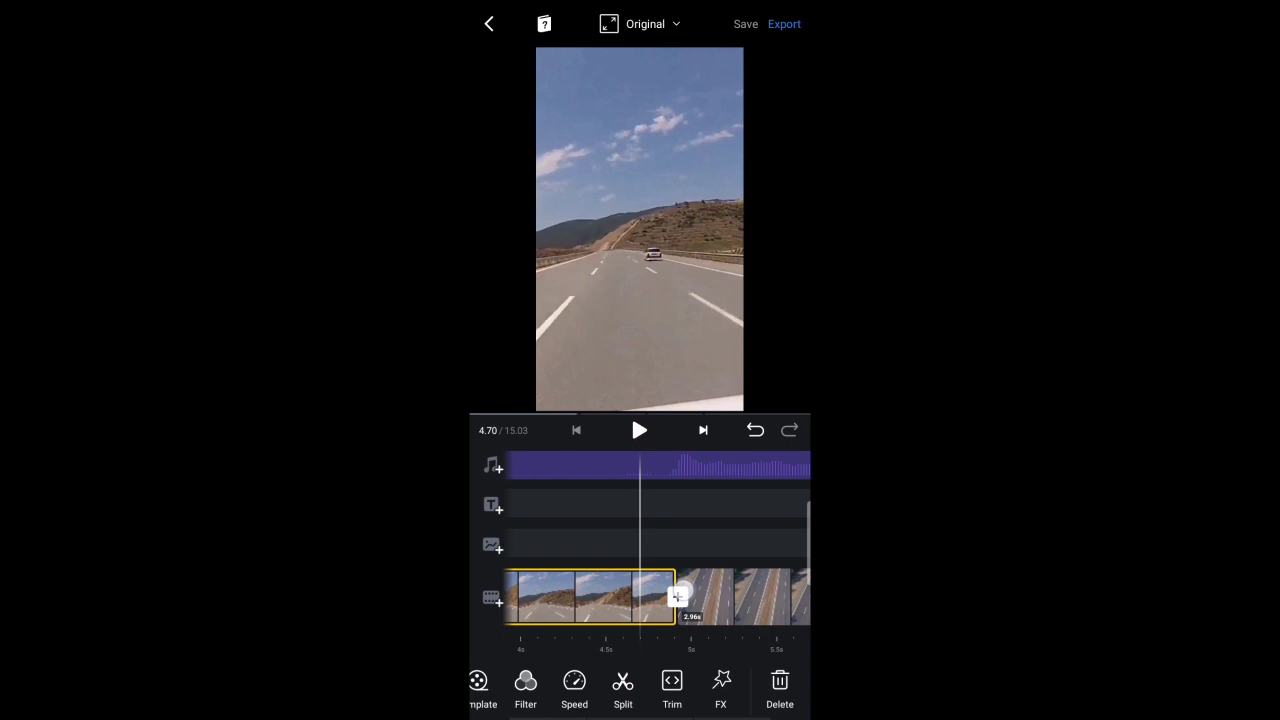 Original
Save
Export
4.70 / 15.03
T
2.96s
4s
4.5s
5s
5.5s
mplate
Filter
Speed
Split
Trim
FX
Delete